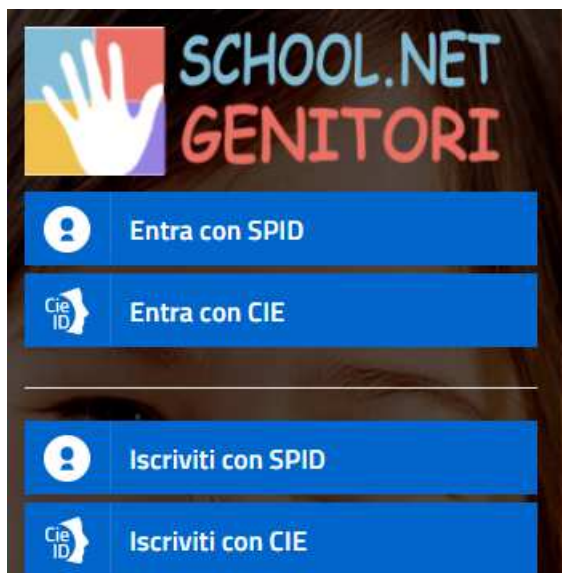 SCHOOL.NET
GENITORI
Entra con SPID
Cie
ID
Entra con CIE
Iscriviti con SPID
Cie
ID
Iscriviti con CIE